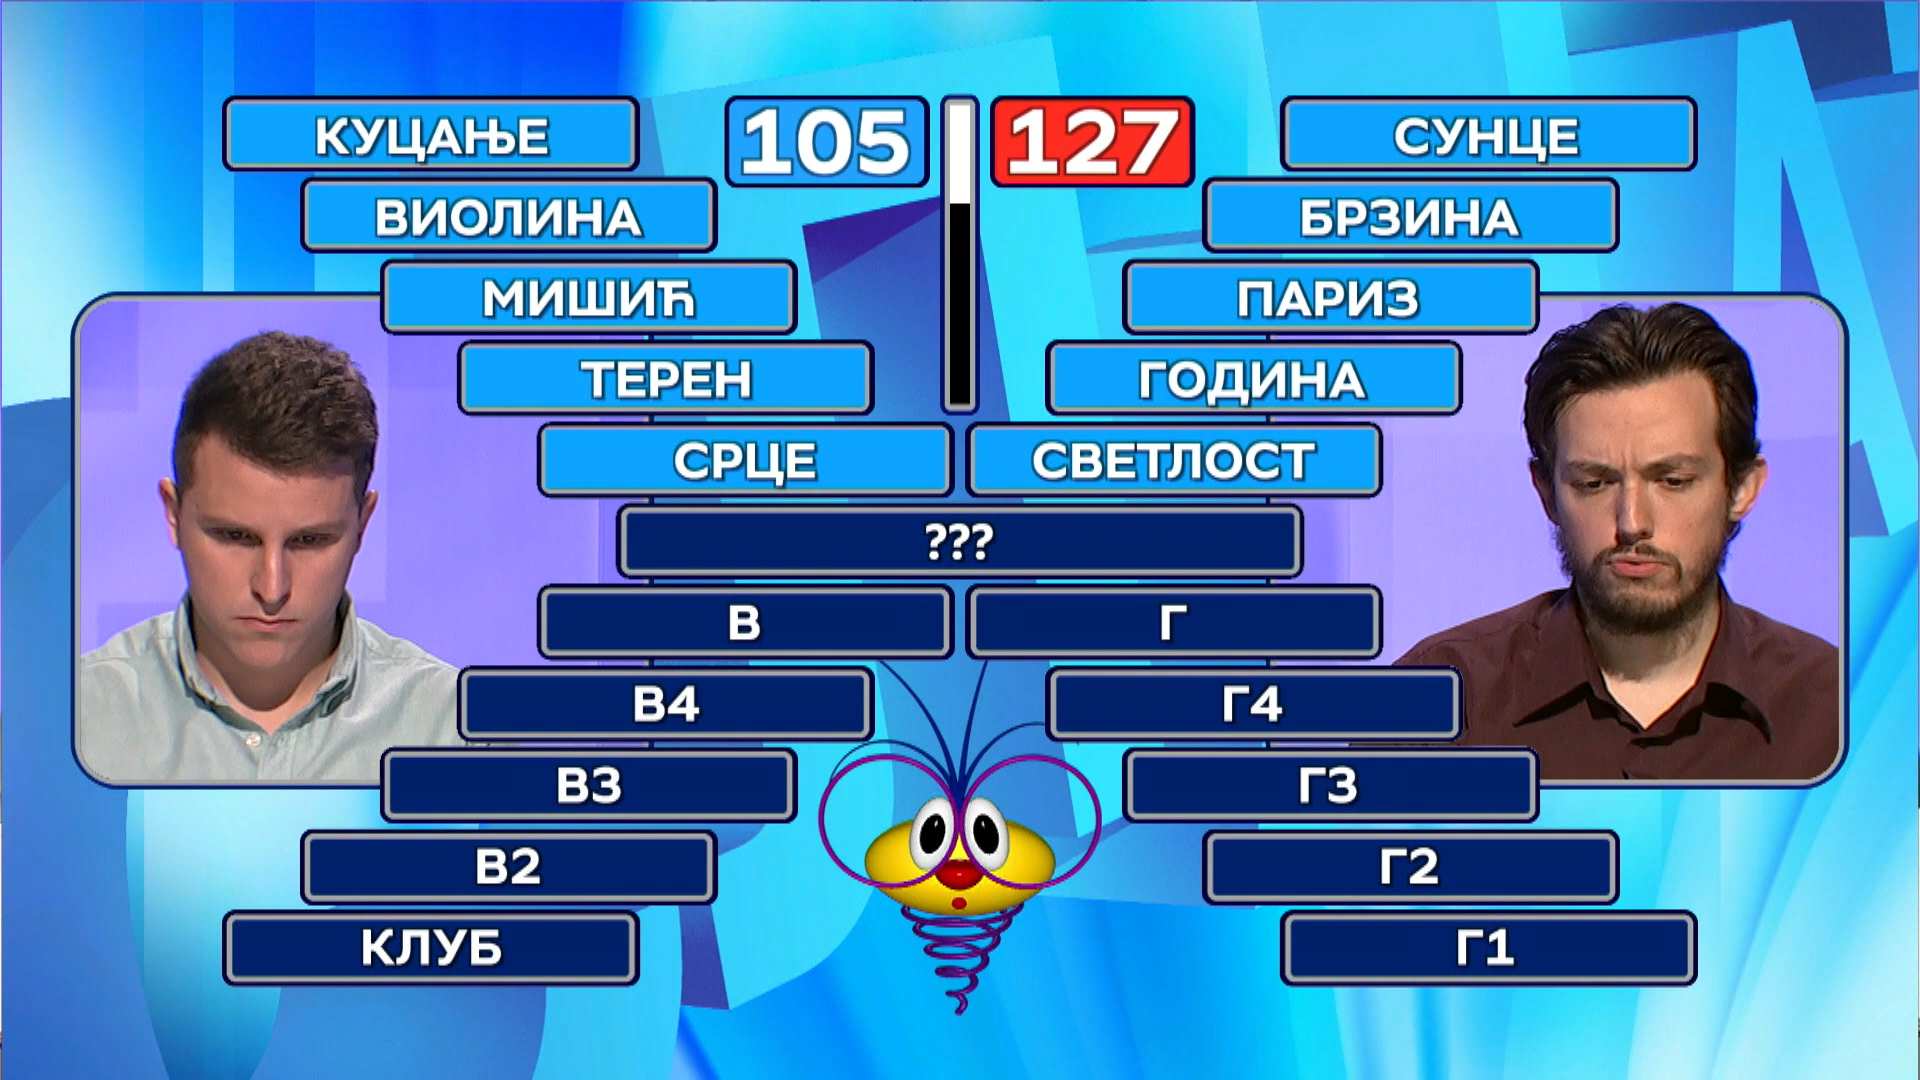 КУЦАЊЕ
105
127
СУНЦЕ
ВИОЛИНА
БРЗИНА
МИШИЋ
ПАРИЗ
ТЕРЕН
ГОДИНА
СРЦЕ
СВЕТЛОСТ
???
В
Г
В4
Г4
В3
Г3
В2
Г2
КЛУБ
Г1